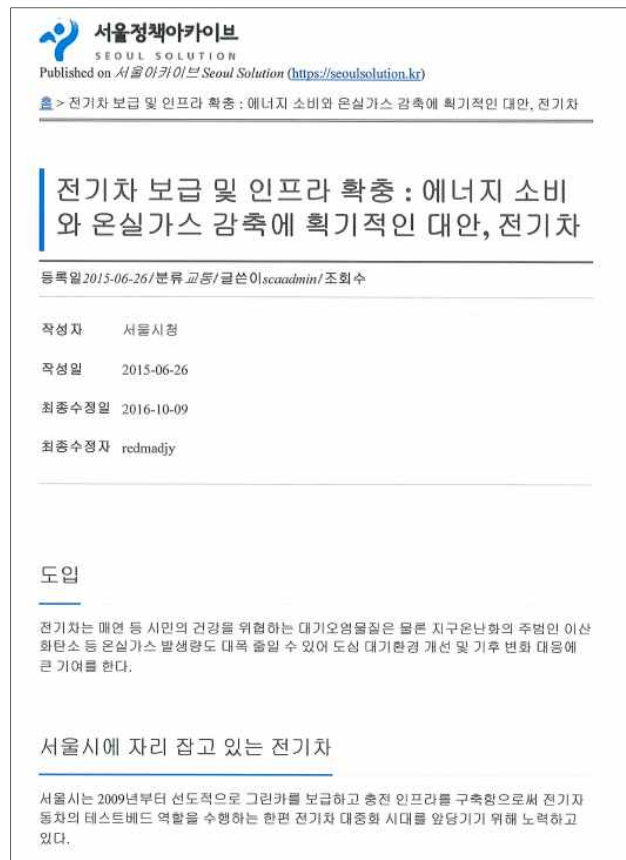 서울정책아카이브
SEOUL SOLUTION
Published on 서울아카이브 Seoul Solution (https://seoulsolution.kr)
홈 > 전기차 보급 및 인프라 확충 : 에너지 소비와 온실가스 감축에 획기적인 대안, 전기차
전기차 보급 및 인프라 확충 : 에너지 소비
와 온실가스 감축에 획기적인 대안, 전기차
등록일2015-06-26/분류 교통/글쓴이scaadmin/조회수
작성자 서울시청
작성일 2015-06-26
최종수정일 2016-10-09
최종수정자 redmadjy
도입
전기차는 매연 등 시민의 건강을 위협하는 대기오염물질은 물론 지구온난화의 주범인 이산
화탄소 등 온실가스 발생량도 대폭 줄일 수 있어 도심 대기환경 개선 및 기후 변화 대응에
큰 기여를 한다.
서울시에 자리 잡고 있는 전기차
서울시는 2009년부터 선도적으로 그린카를 보급하고 충전 인프라를 구축함으로써 전기자
동차의 테스트베드 역할을 수행하는 한편 전기차 대중화 시대를 앞당기기 위해 노력하고
있다.